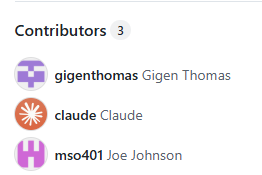 Contributors 3
gigenthomas Gigen Thomas
claude Claude
mso401 Joe Johnson